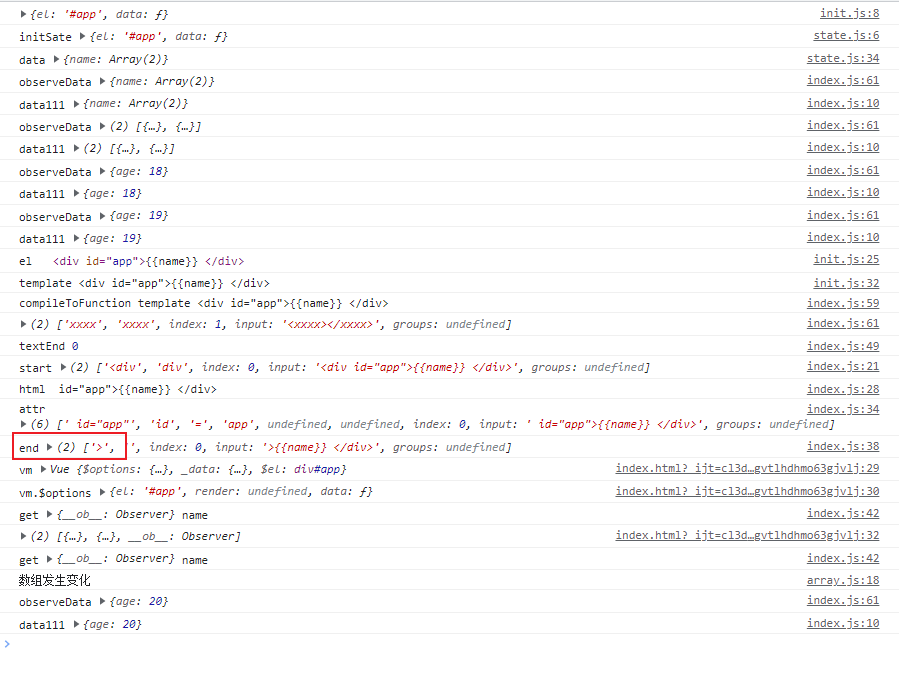 ▶{el: '#app', data: ƒ} init.js:8
initSate ▶{el: '#app', data: ƒ} state.js:6
data ▶{name: Array(2)} state.js:34
observeData ▶{name: Array(2)} index.js:61
data111 ▶{name: Array(2)} index.js:10
observeData ▶(2) [{…}, {…}] index.js:61
data111 ▶(2) [{…}, {…}] index.js:10
observeData ▶{age: 18} index.js:61
data111 ▶{age: 18} index.js:10
observeData ▶{age: 19} index.js:61
data111 ▶{age: 19} index.js:10
el <div id="app">{{name}} </div> init.js:25
template <div id="app">{{name}} </div> init.js:32
compileToFunction template <div id="app">{{name}} </div> index.js:59
▶(2) ['xxxx', 'xxxx', index: 1, input: '<xxxx></xxxx>', groups: undefined] index.js:61
textEnd 0 index.js:49
start ▶(2) ['<div', 'div', index: 0, input: '<div id="app">{{name}} </div>', groups: undefined] index.js:21
html id="app">{{name}} </div> index.js:28
attr index.js:34
▶(6) [' id="app"', 'id', '=', 'app', undefined, undefined, index: 0, input: ' id="app">{{name}} </div>', groups: undefined]
end ▶(2) ['>', '', index: 0, input: '>{{name}} </div>', groups: undefined] index.js:38
vm ▶Vue {$options: {…}, _data: {…}, $el: div#app} index.html?_ijt=cl3d…gvtlhdhmo63gjvlj:29
vm.$options ▶{el: '#app', render: undefined, data: ƒ} index.html?_ijt=cl3d…gvtlhdhmo63gjvlj:30
get ▶{__ob__: Observer} name index.js:42
▶(2) [{…}, {…}, __ob__: Observer] index.html?_ijt=cl3d…gvtlhdhmo63gjvlj:32
get ▶{__ob__: Observer} name index.js:42
数组发生变化 array.js:18
observeData ▶{age: 20} index.js:61
data111 ▶{age: 20} index.js:10